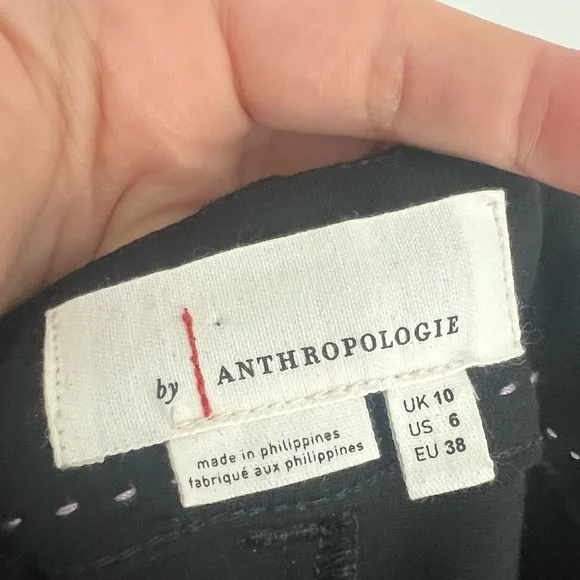 by ANTHROPOLOGIE
made in philippines
fabriqué aux philippines
UK 10
US 6
EU 38